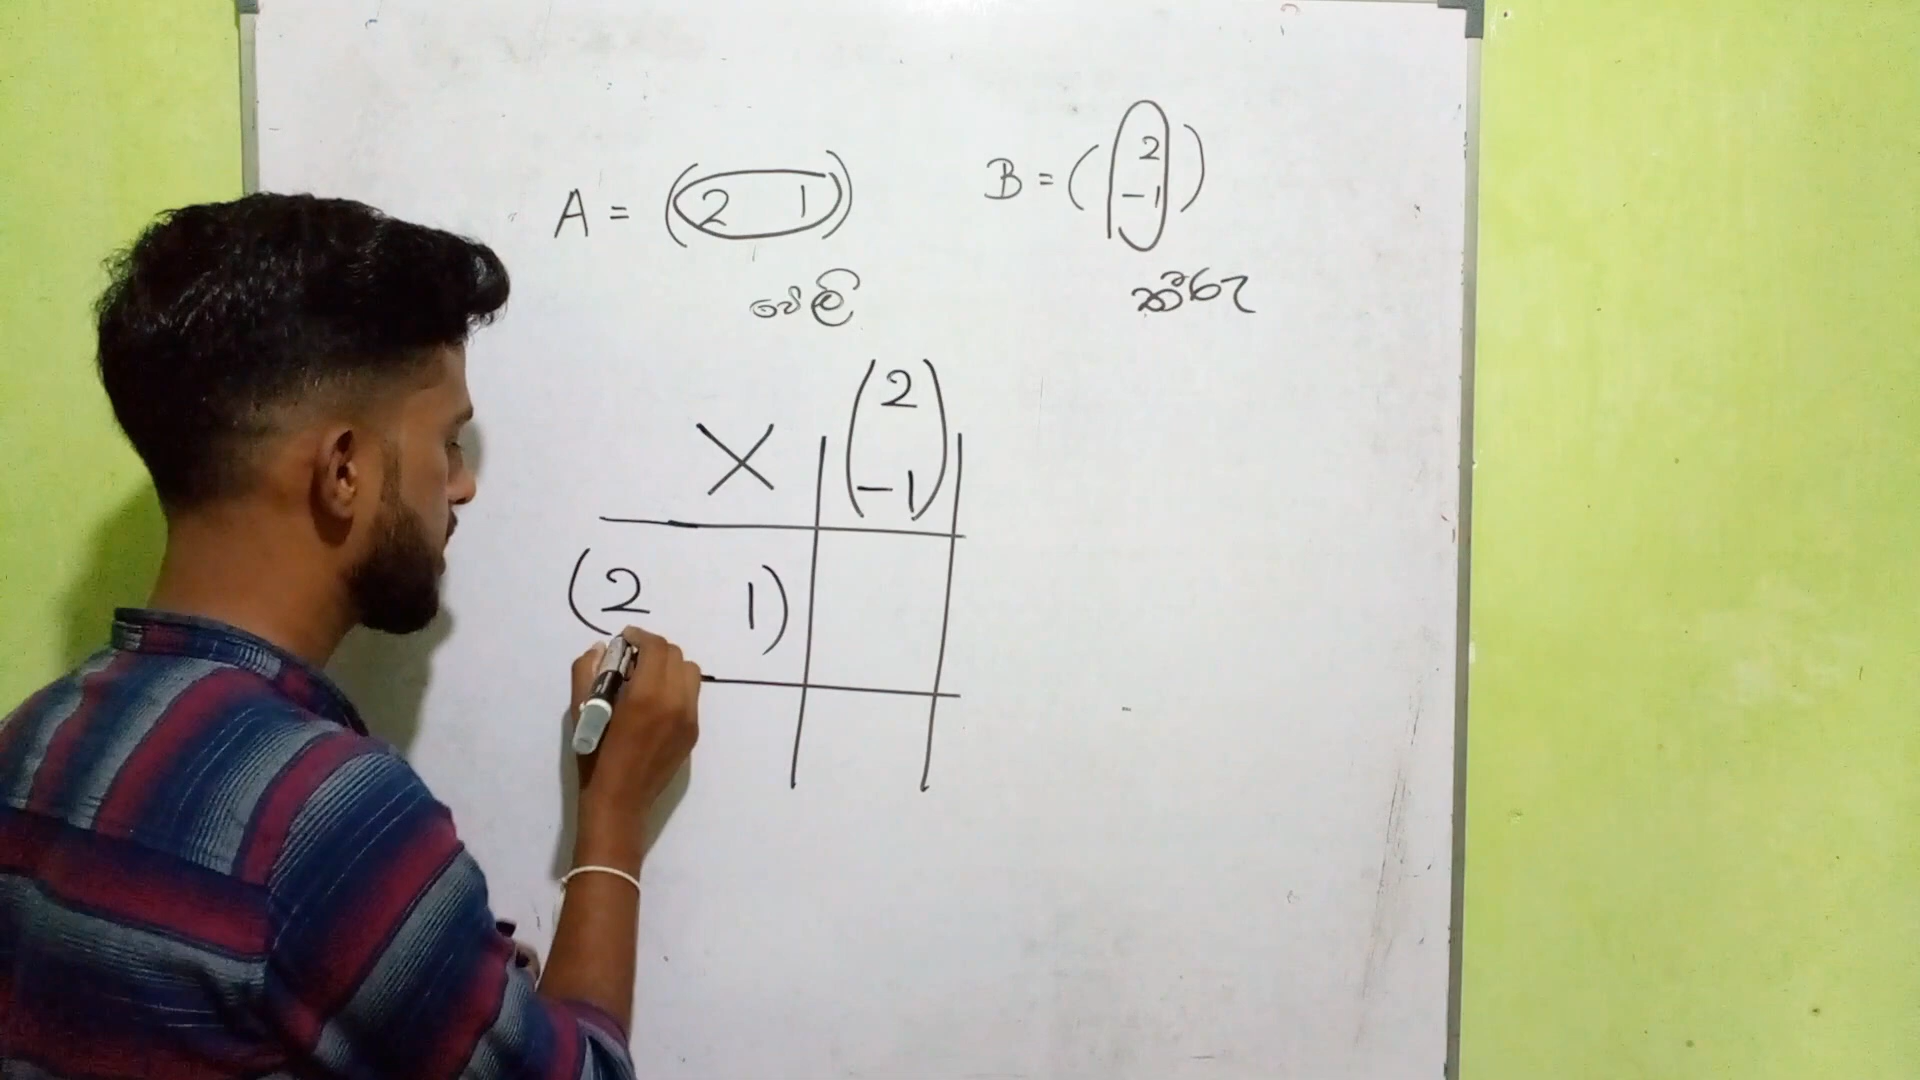 A = (2 1) B = (2
-1)
පේලි තීරු
× (2
-1)
(2 1)